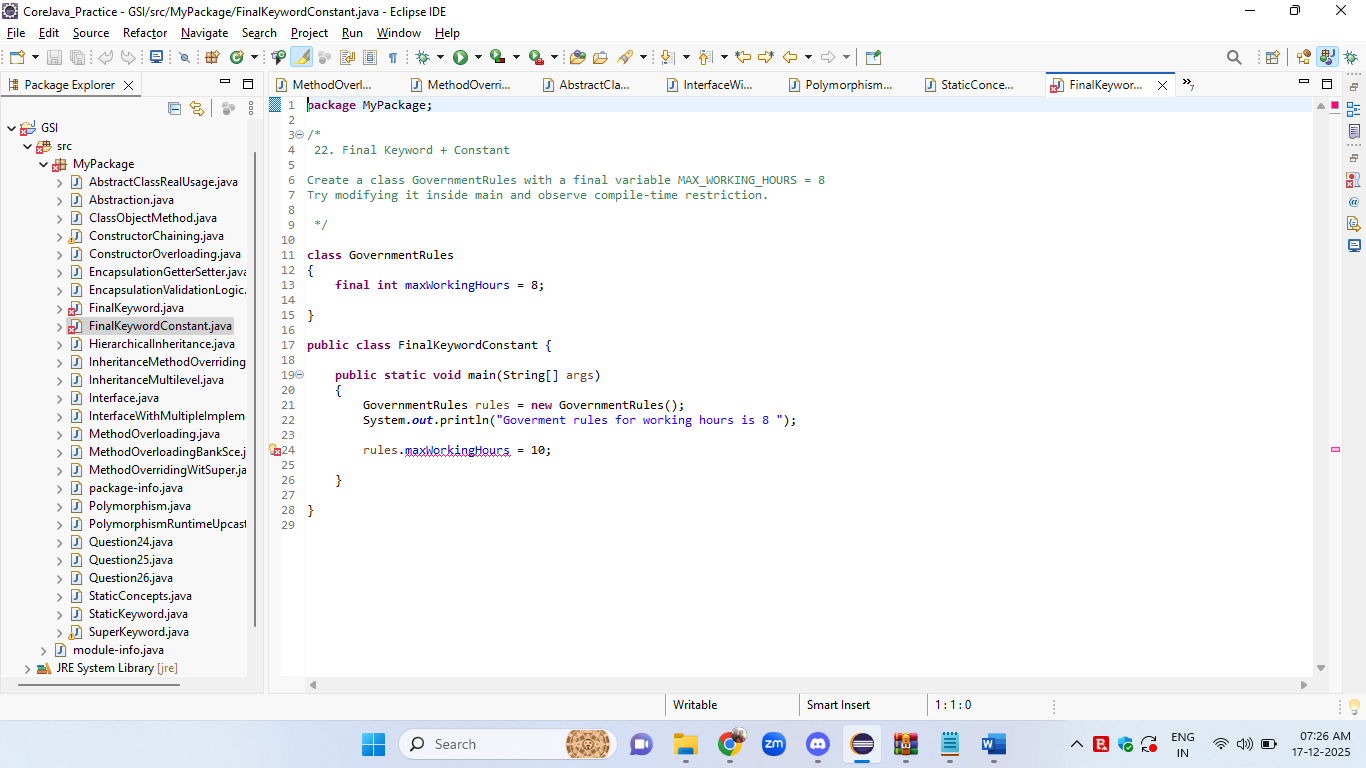 CoreJava_Practice - GSI/src/MyPackage/FinalKeywordConstant.java - Eclipse IDE
File Edit Source Refactor Navigate Search Project Run Window Help
Package Explorer
MethodOverl...
MethodOverri...
AbstractCla...
InterfaceWi...
Polymorphism...
StaticConce...
FinalKeywor...
»7
GSI
src
MyPackage
AbstractClassRealUsage.java
Abstraction.java
ClassObjectMethod.java
ConstructorChaining.java
ConstructorOverloading.java
EncapsulationGetterSetter.java
EncapsulationValidationLogic.
FinalKeyword.java
FinalKeywordConstant.java
HierarchicalInheritance.java
InheritanceMethodOverriding
InheritanceMultilevel.java
Interface.java
InterfaceWithMultipleImplem
MethodOverloading.java
MethodOverloadingBankSce.j
MethodOverridingWitSuper.ja
package-info.java
Polymorphism.java
PolymorphismRuntimeUpcast
Question24.java
Question25.java
Question26.java
StaticConcepts.java
StaticKeyword.java
SuperKeyword.java
module-info.java
JRE System Library [jre]
1 package MyPackage;
2
3 /*
4 22. Final Keyword + Constant
5
6 Create a class GovernmentRules with a final variable MAX_WORKING_HOURS = 8
7 Try modifying it inside main and observe compile-time restriction.
8
9 */
10
11 class GovernmentRules
12 {
13 final int maxWorkingHours = 8;
14
15 }
16
17 public class FinalKeywordConstant {
18
19 public static void main(String[] args)
20 {
21 GovernmentRules rules = new GovernmentRules();
22 System.out.println("Goverment rules for working hours is 8 ");
23
24 rules.maxWorkingHours = 10;
25
26 }
27
28 }
29
Writable
Smart Insert
1 : 1 : 0
Search
zm
W
ENG
IN
07:26 AM
17-12-2025